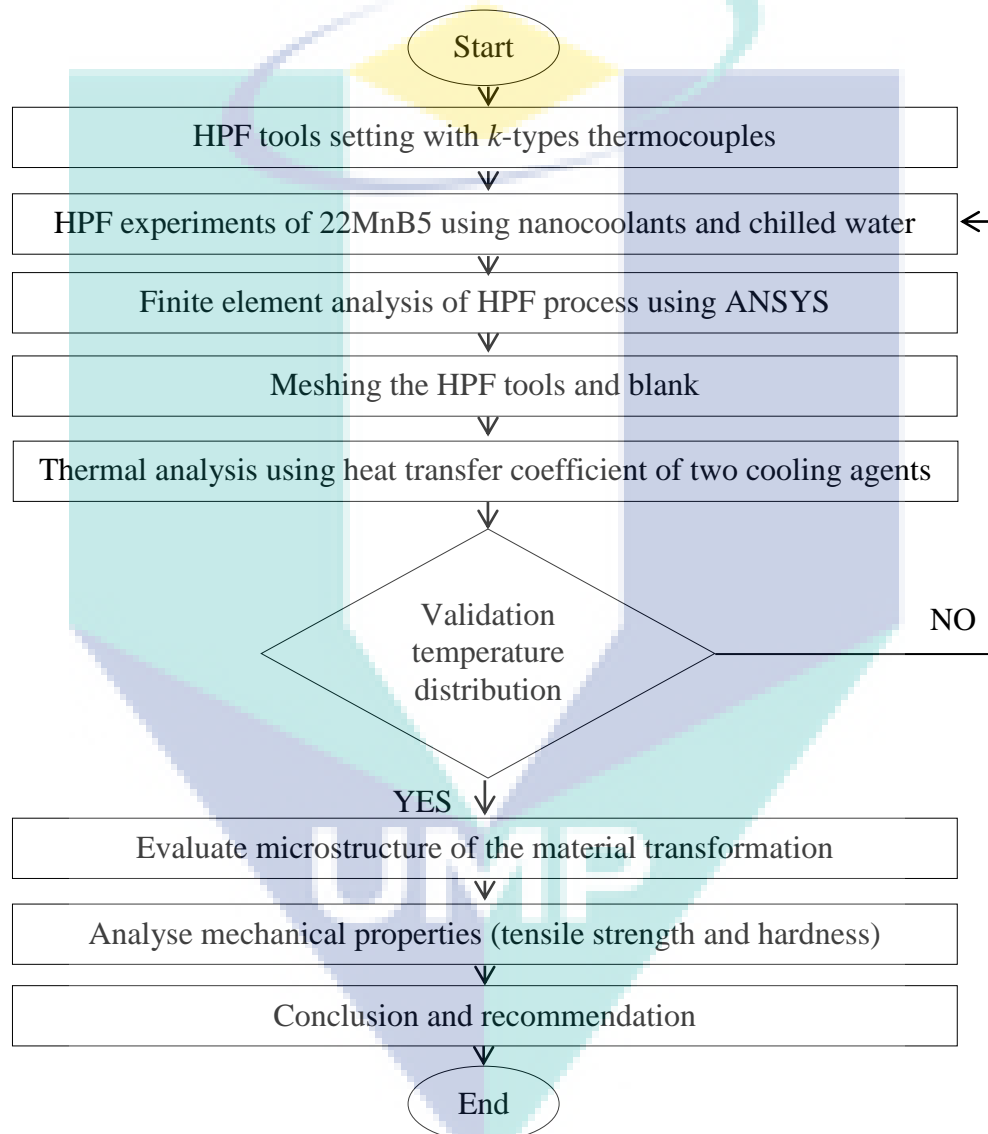 Start
HPF tools setting with k-types thermocouples
HPF experiments of 22MnB5 using nanocoolants and chilled water
Finite element analysis of HPF process using ANSYS
Meshing the HPF tools and blank
Thermal analysis using heat transfer coefficient of two cooling agents
Validation
temperature
distribution
NO
YES
Evaluate microstructure of the material transformation
UMP
Analyse mechanical properties (tensile strength and hardness)
Conclusion and recommendation
End